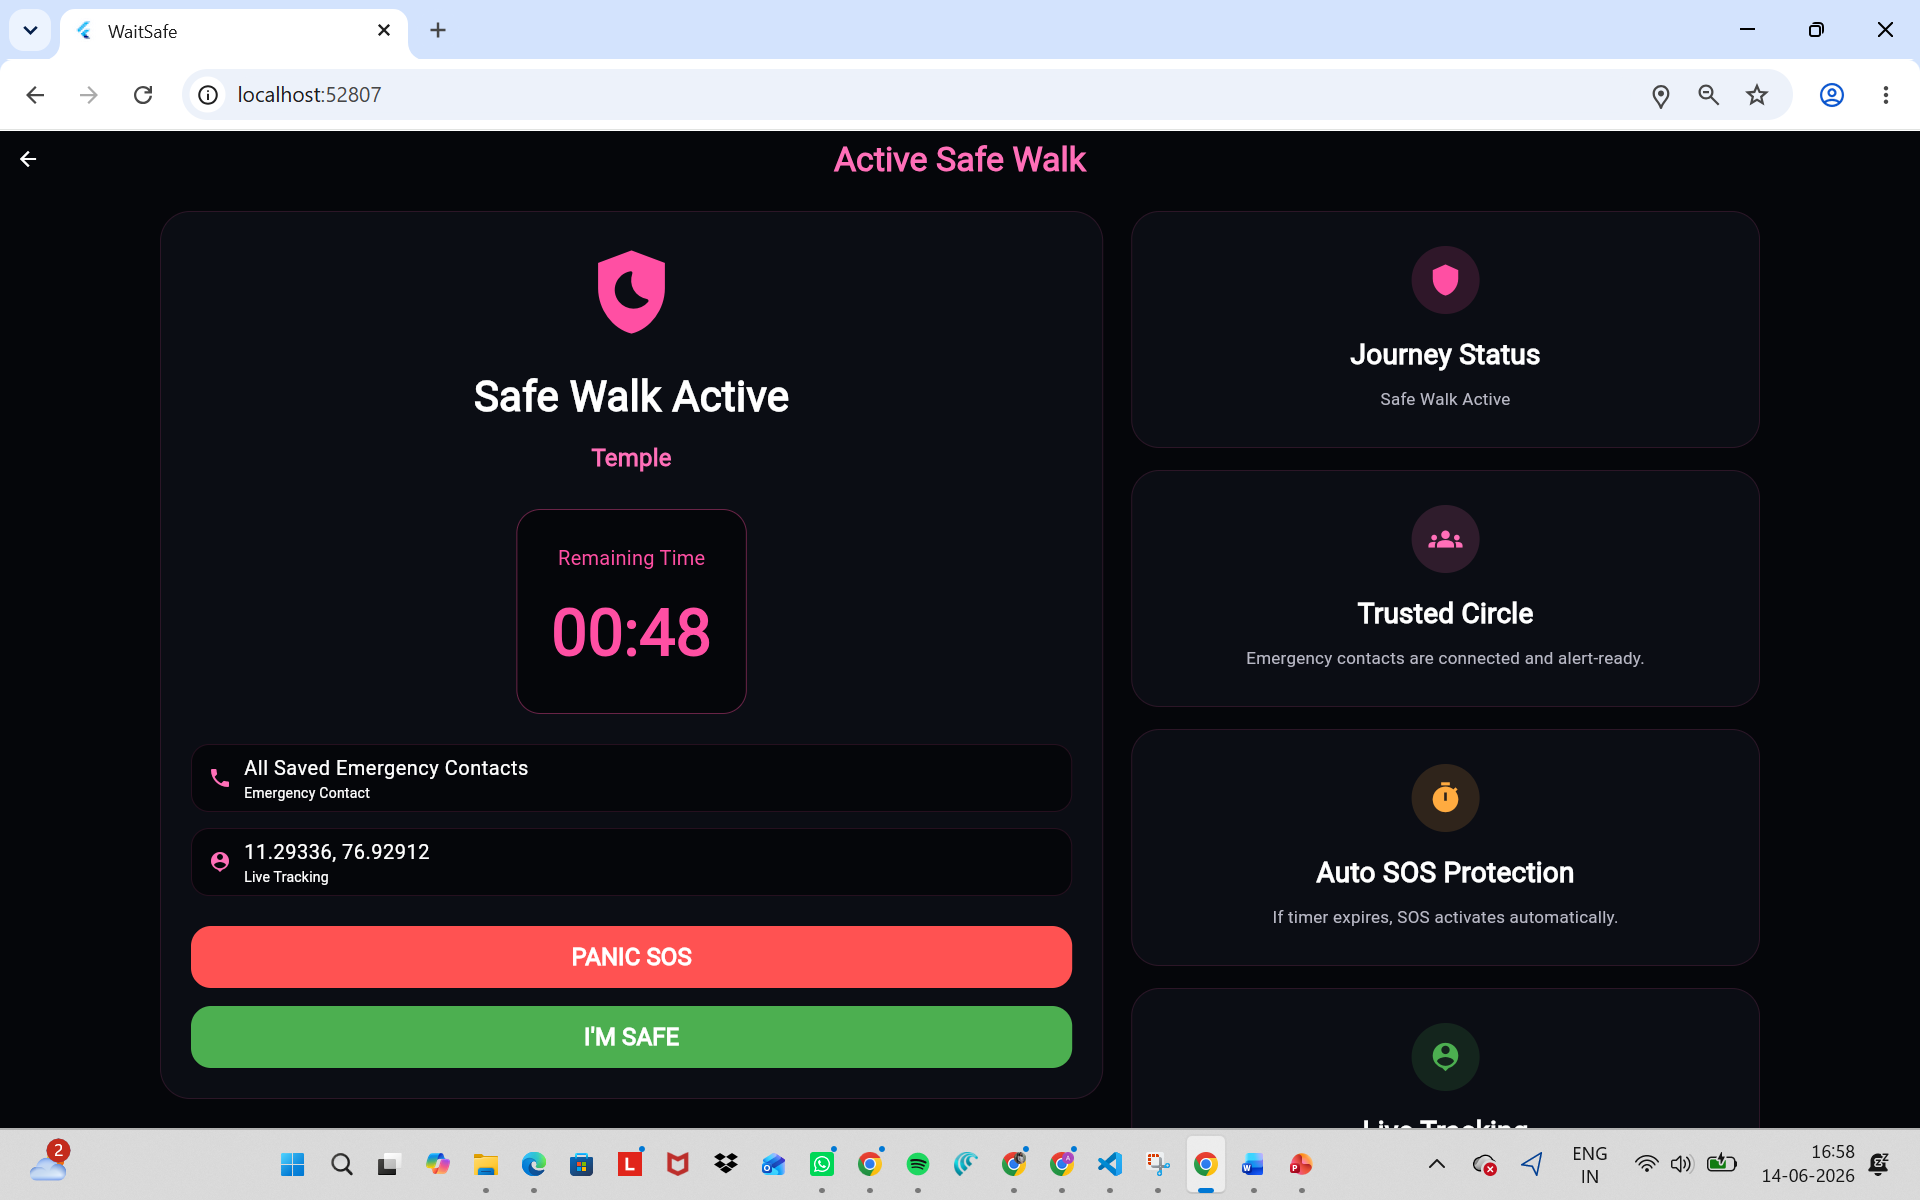 WaitSafe
localhost:52807
Active Safe Walk
Safe Walk Active
Temple
Remaining Time
00:48
All Saved Emergency Contacts
Emergency Contact
11.29336, 76.92912
Live Tracking
PANIC SOS
I'M SAFE
Journey Status
Safe Walk Active
Trusted Circle
Emergency contacts are connected and alert-ready.
Auto SOS Protection
If timer expires, SOS activates automatically.
Live Tracking
2
ENG
IN
16:58
14-06-2026